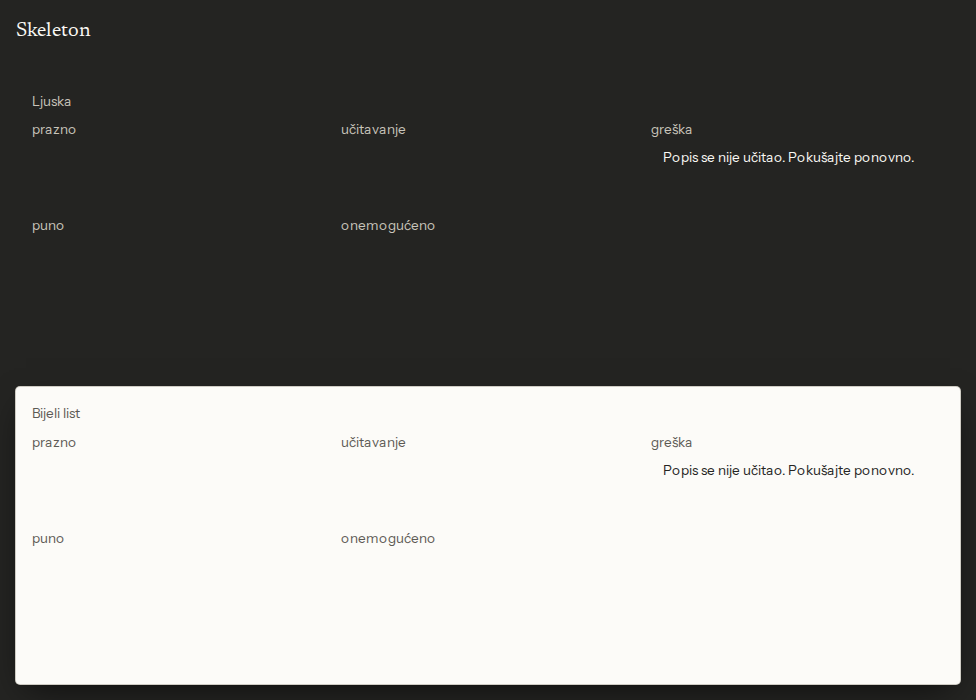 Skeleton
Ljuska
prazno učitavanje greška
Popis se nije učitao. Pokušajte ponovno.
puno onemogućeno
Bijeli list
prazno učitavanje greška
Popis se nije učitao. Pokušajte ponovno.
puno onemogućeno